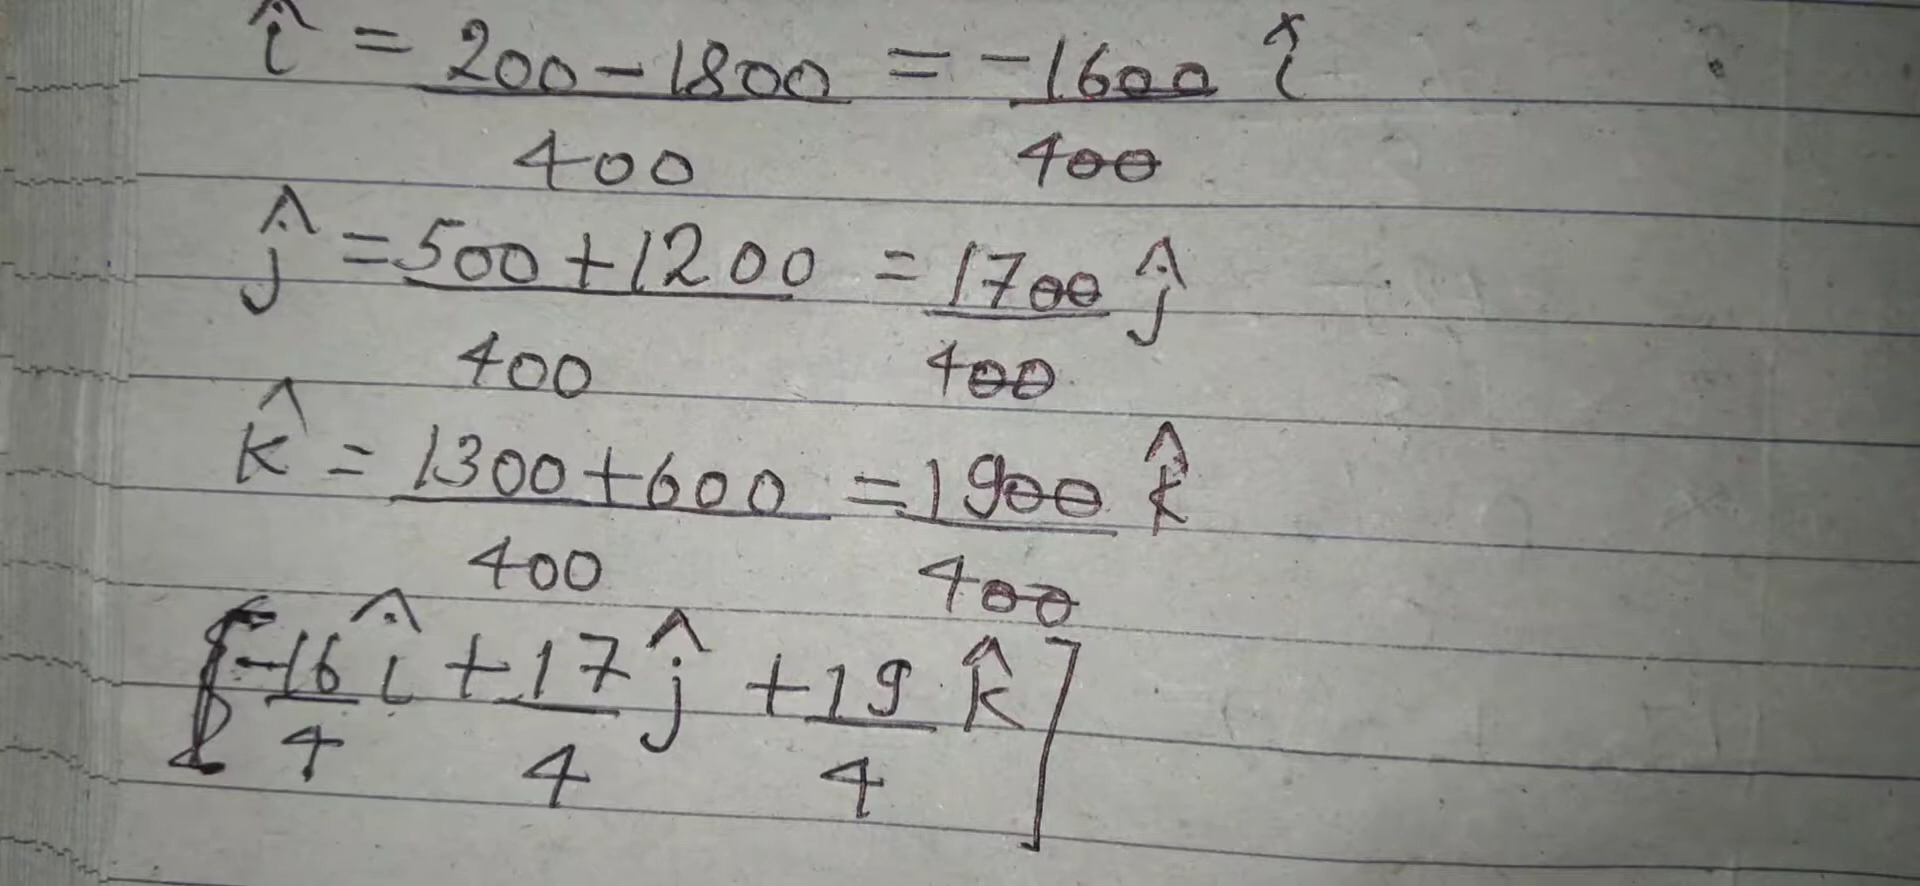 î = 200 - 1800 = -1600 î
400 400
ĵ = 500 + 1200 = 1700 ĵ
400 400
k̂ = 1300 + 600 = 1900 k̂
400 400
[-16 î + 17 ĵ + 19 k̂]
4 4 4